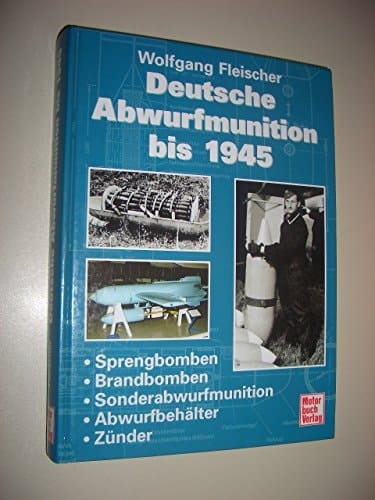 Wolfgang Fleischer
Deutsche
Abwurfmunition
bis 1945
• Sprengbomben
• Brandbomben
• Sonderabwurfmunition
• Abwurfbehälter
• Zünder
Motor
buch
Verlag